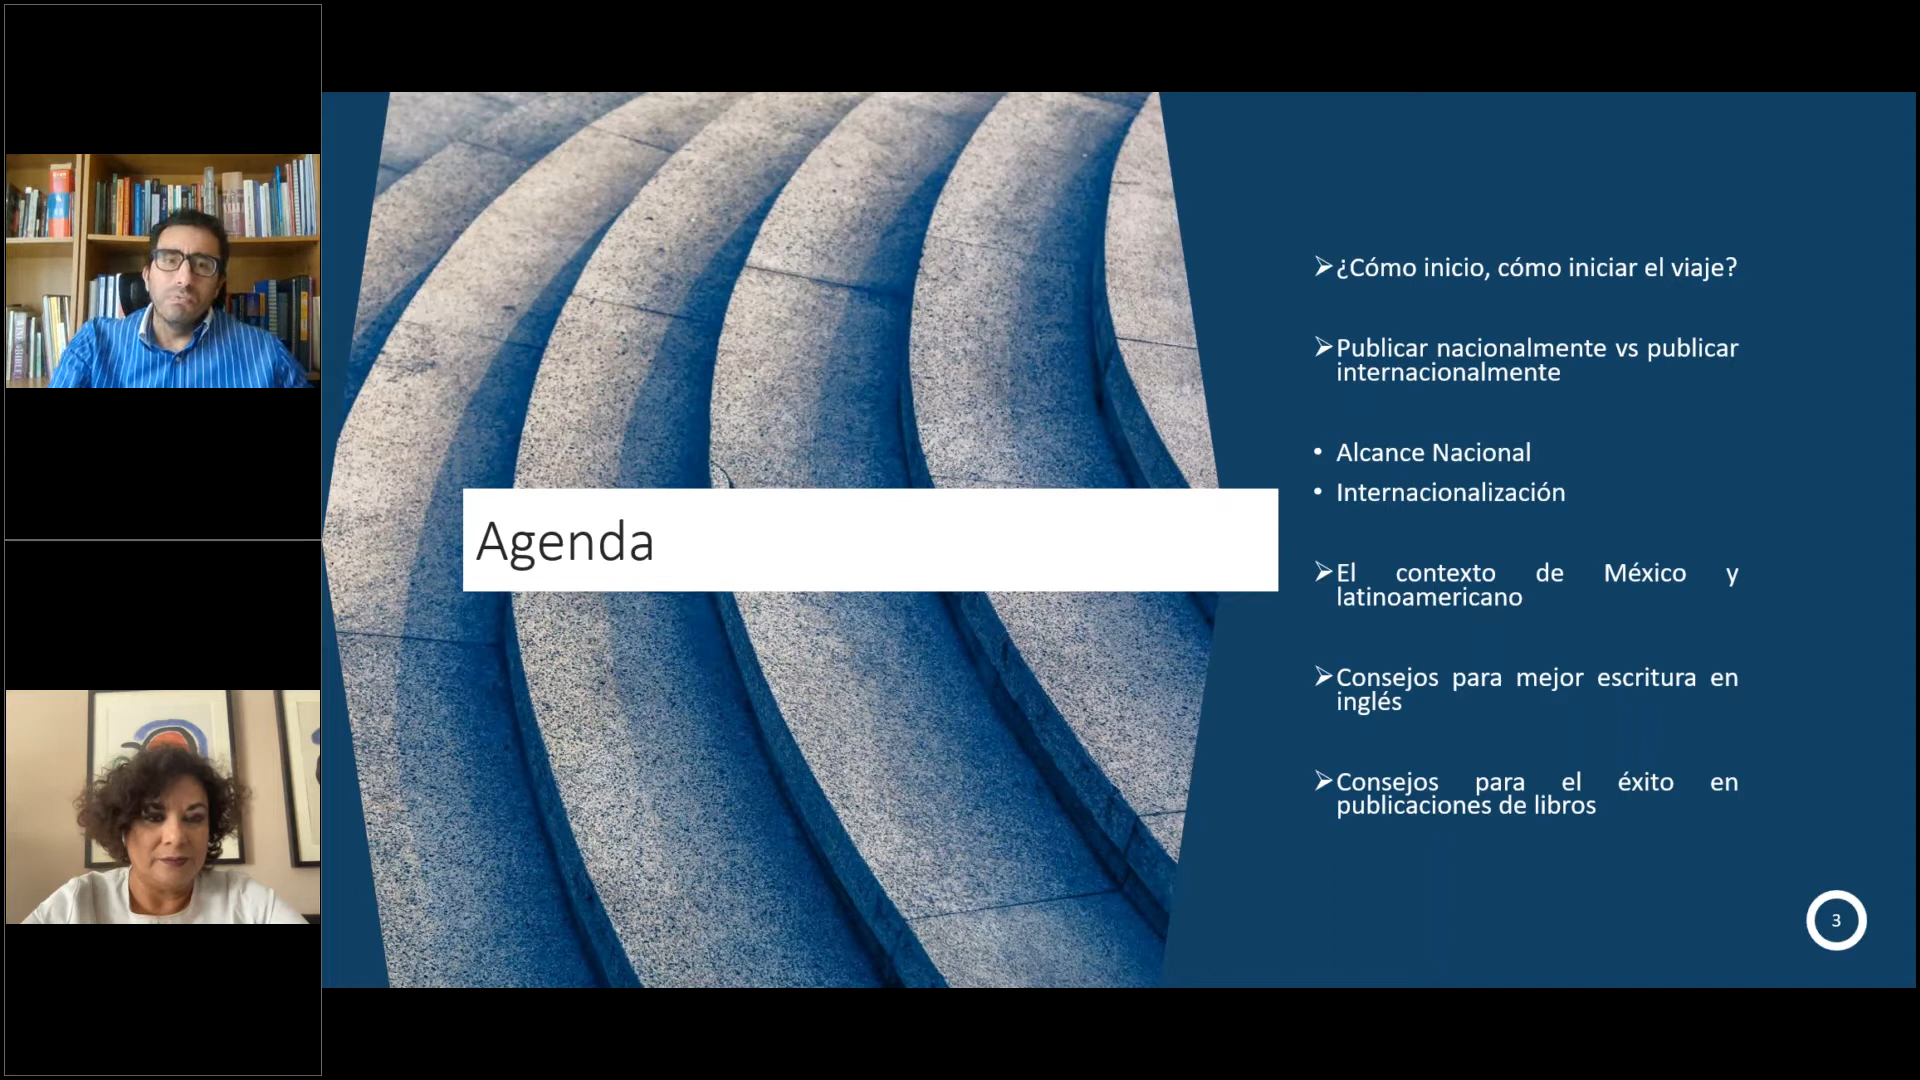 Agenda
¿Cómo inicio, cómo iniciar el viaje?
Publicar nacionalmente vs publicar
internacionalmente
Alcance Nacional
Internacionalización
El contexto de México y
latinoamericano
Consejos para mejor escritura en
inglés
Consejos para el éxito en
publicaciones de libros
3